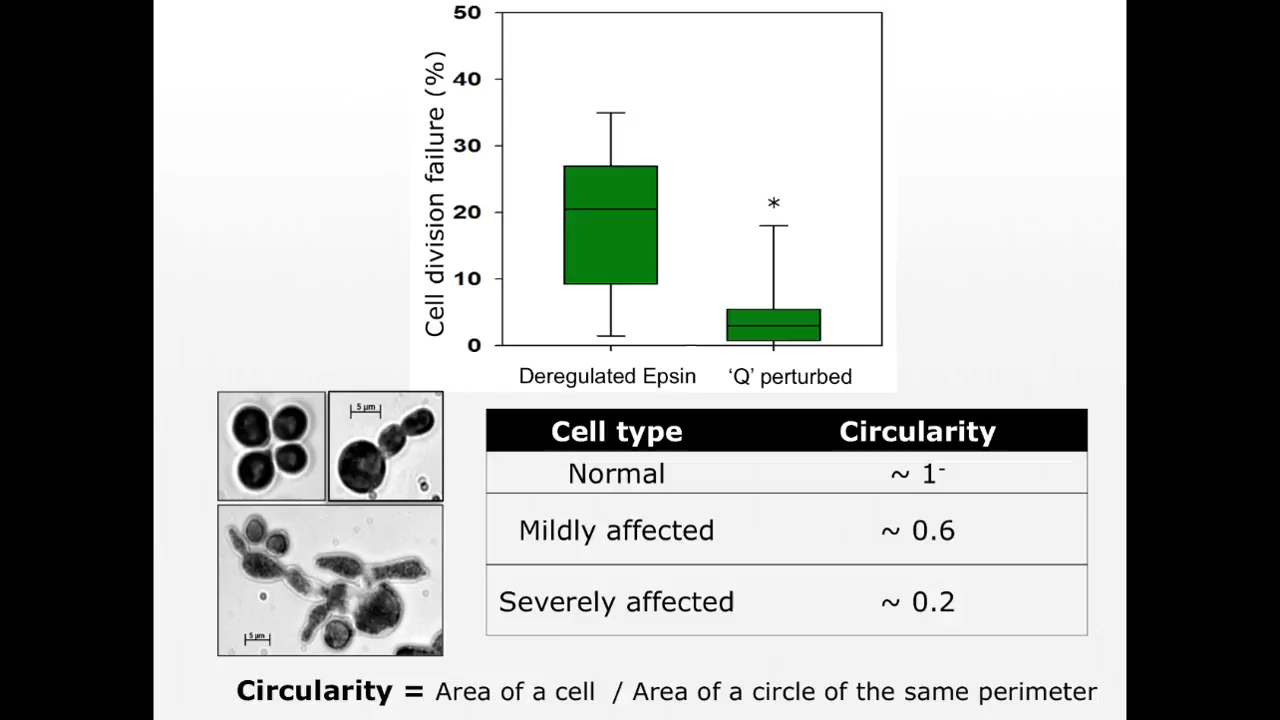 50
40
30
20
10
0
Cell division failure (%)
*
Deregulated Epsin
‘Q’ perturbed
5 µm
5 µm
Cell type Circularity
Normal ~ 1-
Mildly affected ~ 0.6
Severely affected ~ 0.2
Circularity = Area of a cell / Area of a circle of the same perimeter